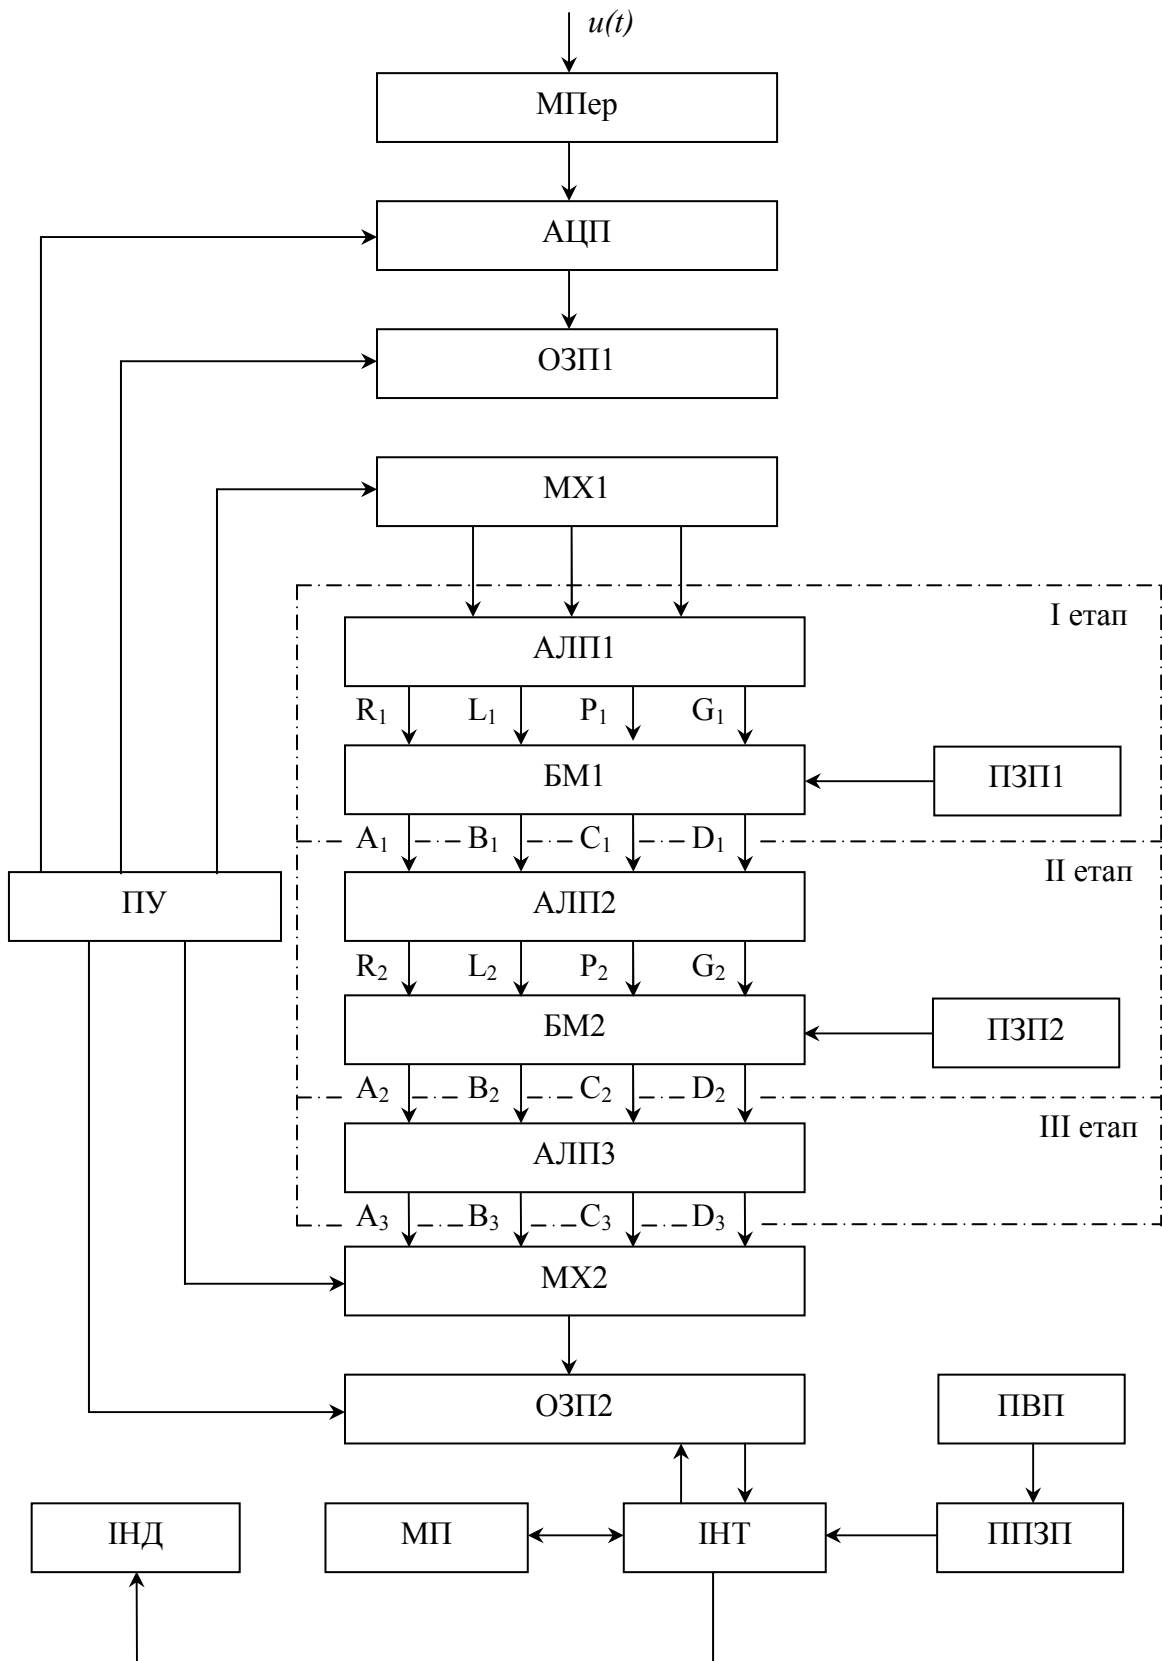 u(t)
МПер
АЦП
ОЗП1
МХ1
І етап
АЛП1
R1 L1 P1 G1
БМ1 ПЗП1
A1 B1 C1 D1
ІІ етап
ПУ АЛП2
R2 L2 P2 G2
БМ2 ПЗП2
A2 B2 C2 D2
ІІІ етап
АЛП3
A3 B3 C3 D3
МХ2
ОЗП2 ПВП
ІНД МП ІНТ ППЗП